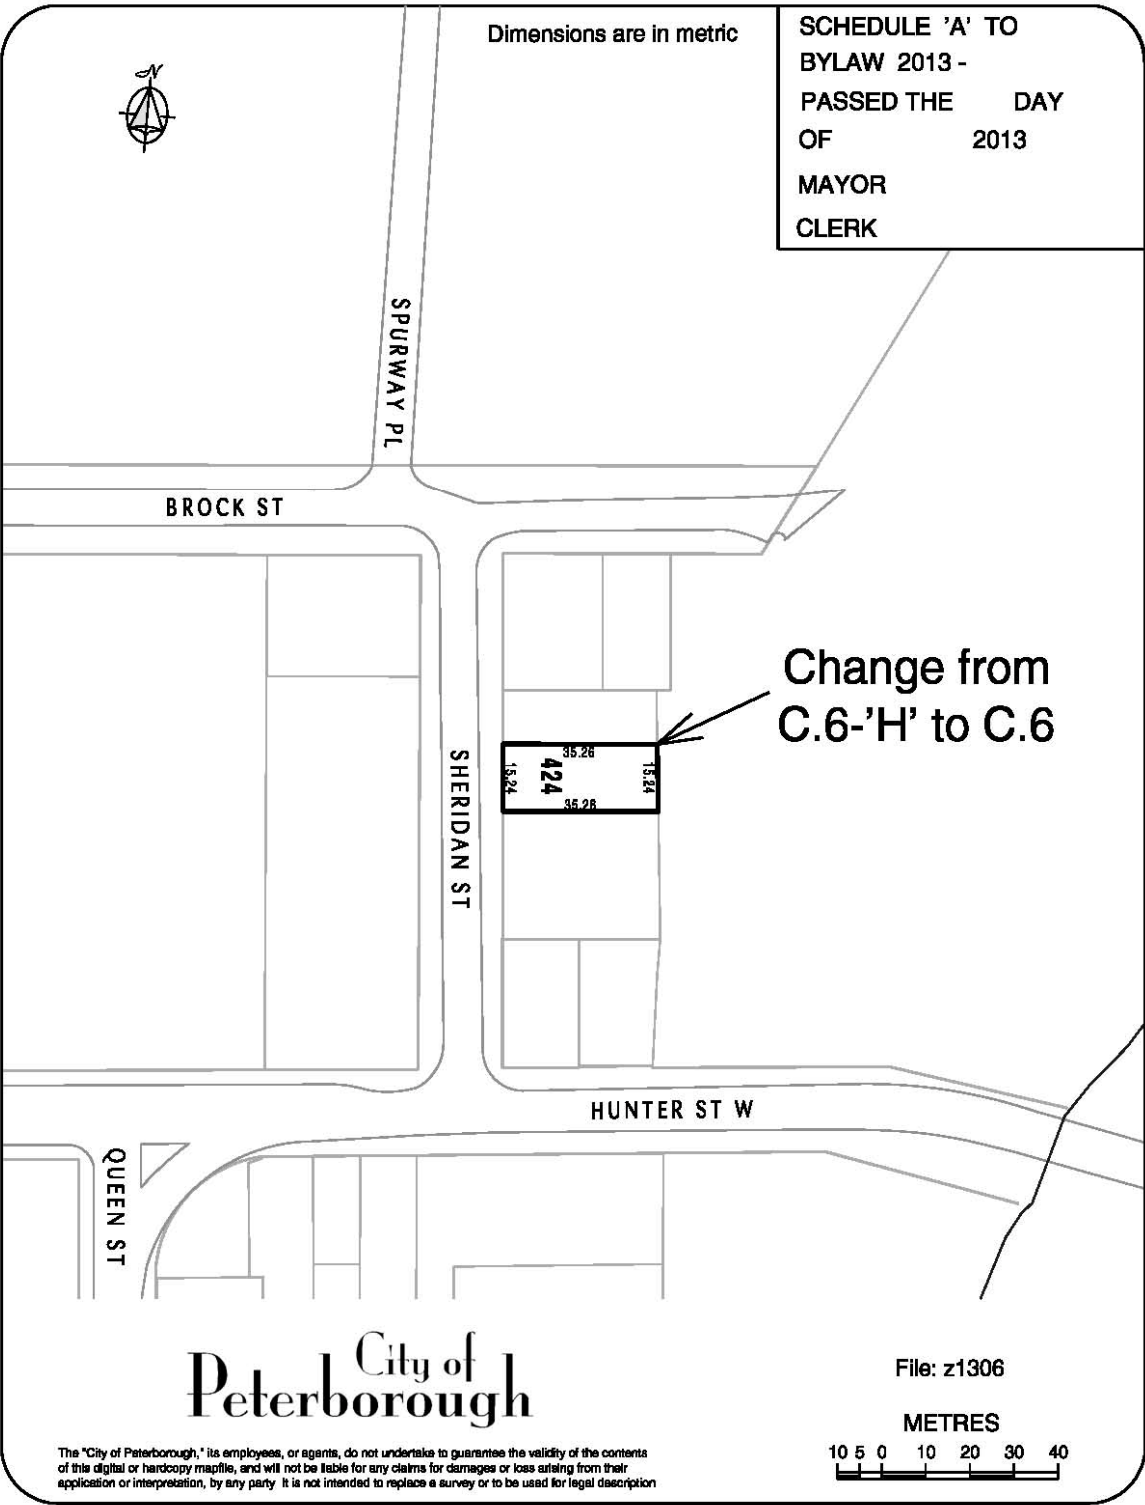 Dimensions are in metric
SCHEDULE 'A' TO
BYLAW 2013 -
PASSED THE DAY
OF 2013
MAYOR
CLERK
N
SPURWAY PL
BROCK ST
Change from
C.6-'H' to C.6
35.26
15.24
424
15.24
35.26
SHERIDAN ST
HUNTER ST W
QUEEN ST
City of
Peterborough
File: z1306
METRES
10 5 0 10 20 30 40
The "City of Peterborough," its employees, or agents, do not undertake to guarantee the validity of the contents
of this digital or hardcopy mapfile, and will not be liable for any claims for damages or loss arising from their
application or interpretation, by any party It is not intended to replace a survey or to be used for legal description